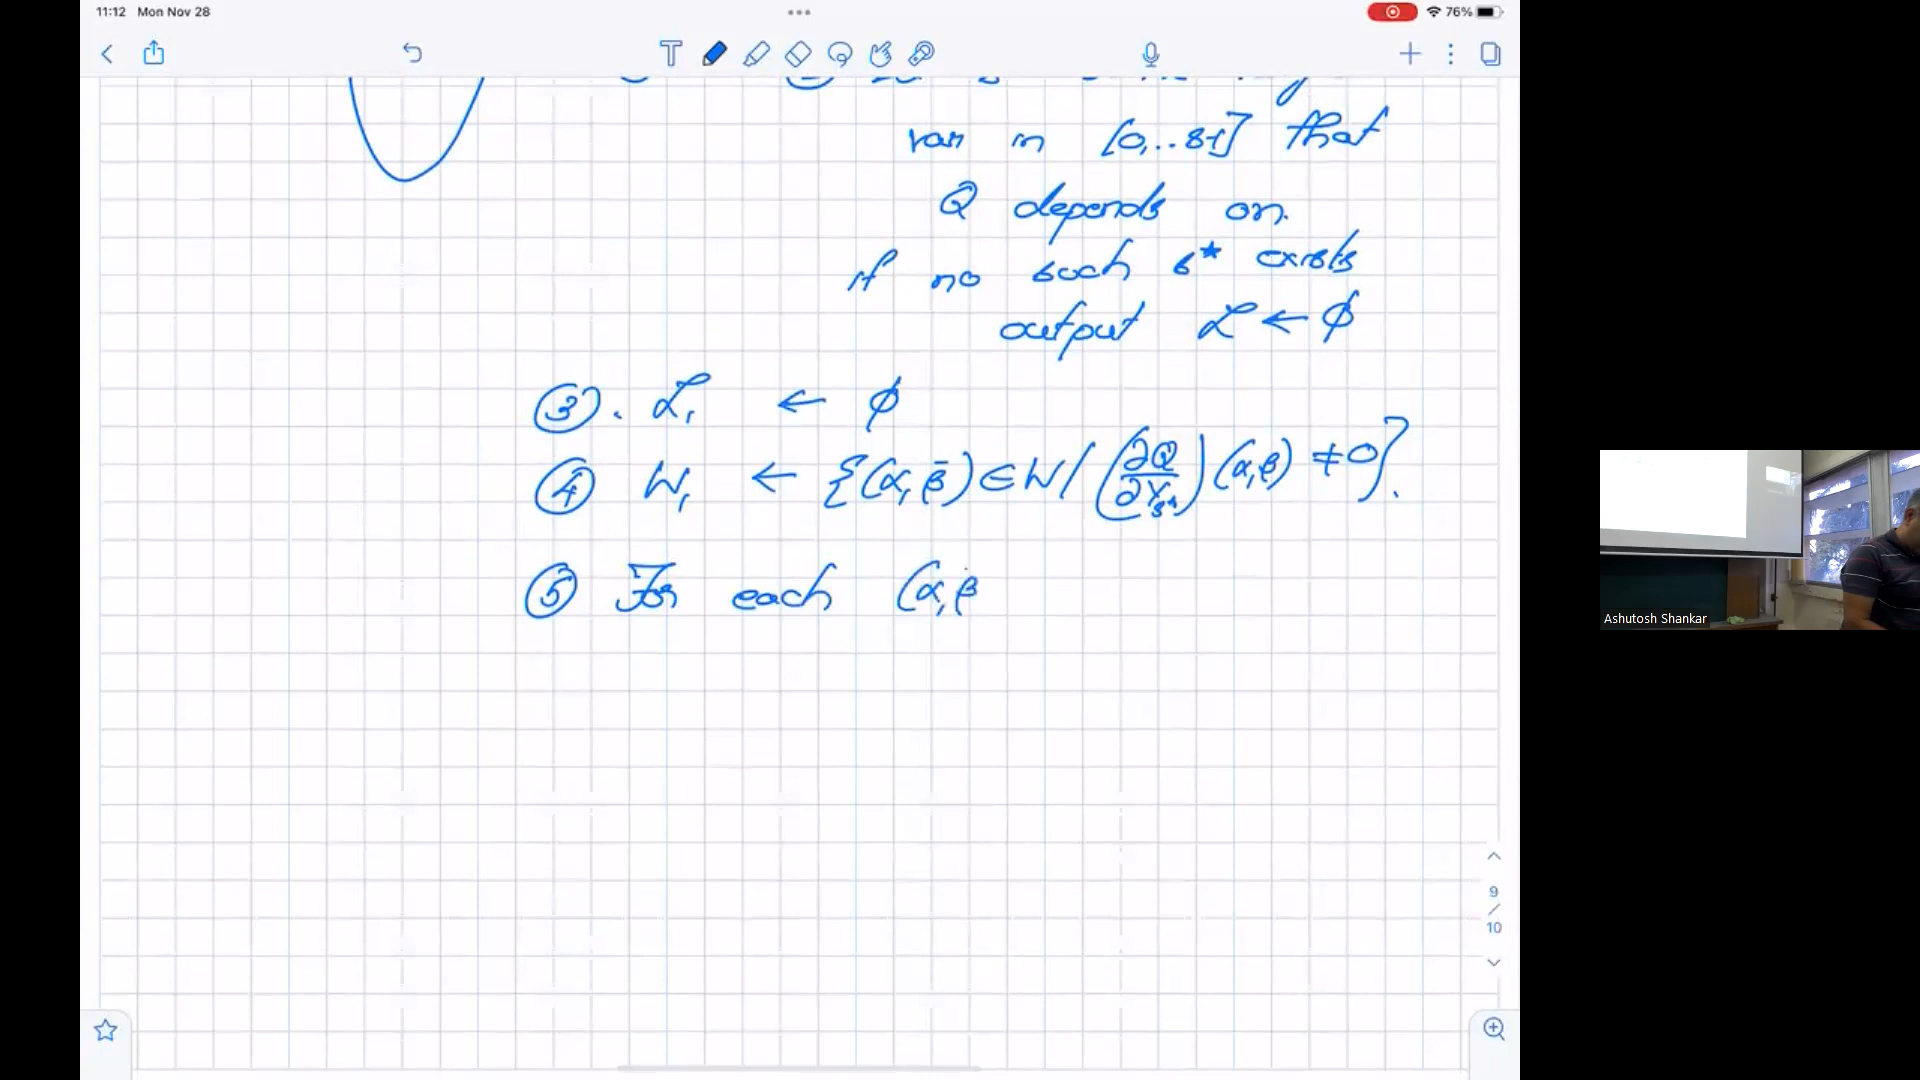 11:12 Mon Nov 28
76%
var in [0,..s-1] that
Q depends on.
if no such s* exists
output ℒ ← φ
③. ℒ₁ ← φ
④ W₁ ← {(α, β̄) ∈ W / (∂Q/∂Y_s*) (α, β) ≠ 0}.
⑤ For each (α, β
Ashutosh Shankar
9
/
10